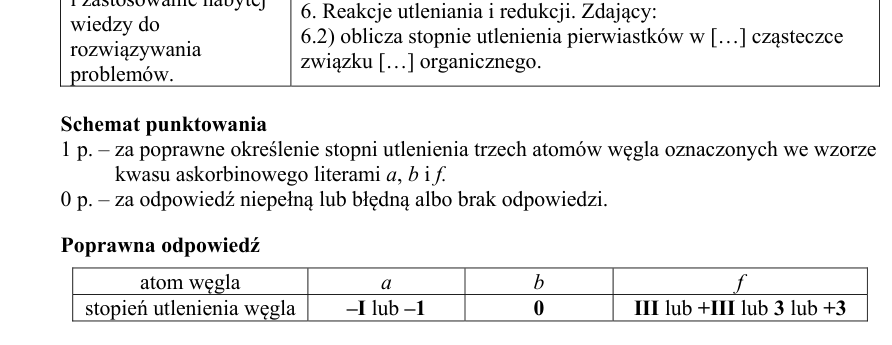 i zastosowanie nabytej
wiedzy do
rozwiązywania
problemów.
6. Reakcje utleniania i redukcji. Zdający:
6.2) oblicza stopnie utlenienia pierwiastków w […] cząsteczce
związku […] organicznego.
Schemat punktowania
1 p. – za poprawne określenie stopni utlenienia trzech atomów węgla oznaczonych we wzorze
kwasu askorbinowego literami a, b i f.
0 p. – za odpowiedź niepełną lub błędną albo brak odpowiedzi.
Poprawna odpowiedź
atom węgla a b f
stopień utlenienia węgla –I lub –1 0 III lub +III lub 3 lub +3